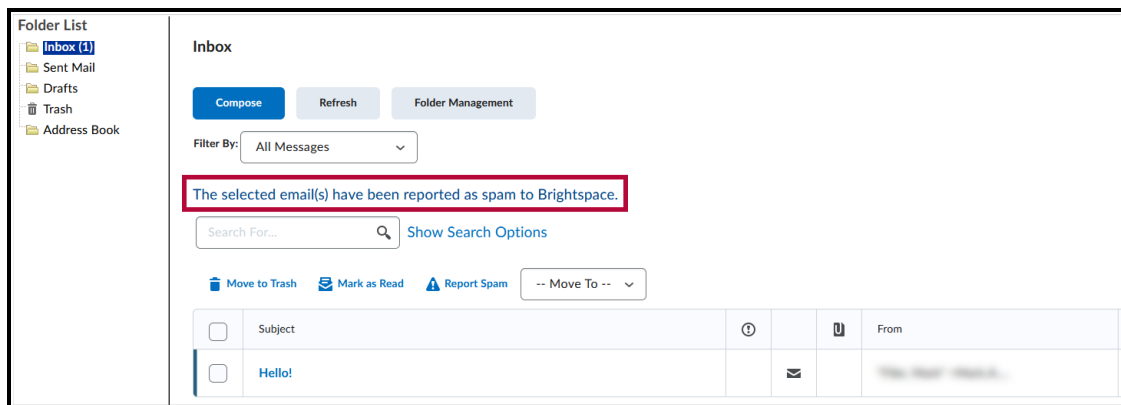 Folder List
Inbox (1)
Sent Mail
Drafts
Trash
Address Book
Inbox
Compose
Refresh
Folder Management
Filter By:
All Messages
The selected email(s) have been reported as spam to Brightspace.
Search For...
Show Search Options
Move to Trash
Mark as Read
Report Spam
-- Move To --
Subject
From
Hello!